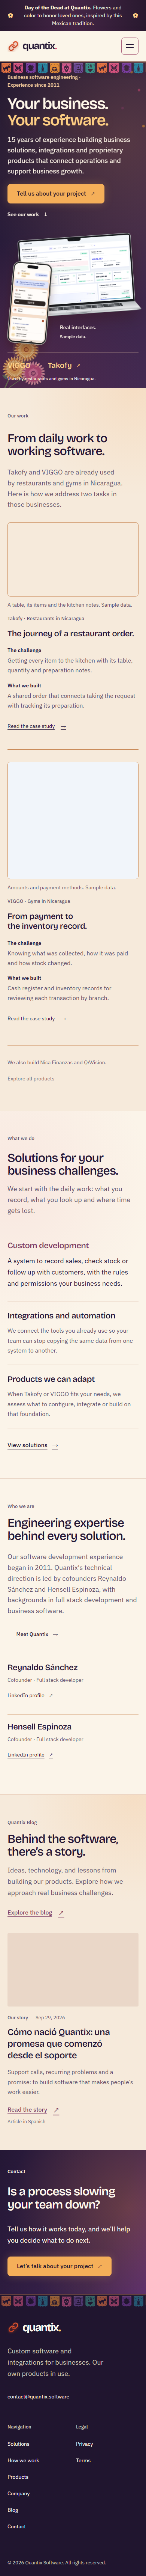 Day of the Dead at Quantix. Flowers and
color to honor loved ones, inspired by this
Mexican tradition.
quantix.
Business software engineering ·
Experience since 2011
Your business.
Your software.
15 years of experience building business
solutions, integrations and proprietary
products that connect operations and
support business growth.
Tell us about your project ↗
See our work ↓
Real interfaces.
Sample data.
VIGGO
Takofy ↗
Used by restaurants and gyms in Nicaragua.
Our work
From daily work to
working software.
Takofy and VIGGO are already used
by restaurants and gyms in Nicaragua.
Here is how we address two tasks in
those businesses.
A table, its items and the kitchen notes. Sample data.
Takofy · Restaurants in Nicaragua
The journey of a restaurant order.
The challenge
Getting every item to the kitchen with its table,
quantity and preparation notes.
What we built
A shared order that connects taking the request
with tracking its preparation.
Read the case study →
Amounts and payment methods. Sample data.
VIGGO · Gyms in Nicaragua
From payment to
the inventory record.
The challenge
Knowing what was collected, how it was paid
and how stock changed.
What we built
Cash register and inventory records for
reviewing each transaction by branch.
Read the case study →
We also build Nica Finanzas and QAVision.
Explore all products
What we do
Solutions for your
business challenges.
We start with the daily work: what you
record, what you look up and where time
gets lost.
Custom development
A system to record sales, check stock or
follow up with customers, with the rules
and permissions your business needs.
Integrations and automation
We connect the tools you already use so your
team can stop copying the same data from one
system to another.
Products we can adapt
When Takofy or VIGGO fits your needs, we
assess what to configure, integrate or build on
that foundation.
View solutions →
Who we are
Engineering expertise
behind every solution.
Our software development experience
began in 2011. Quantix's technical
direction is led by cofounders Reynaldo
Sánchez and Hensell Espinoza, with
backgrounds in full stack development and
business software.
Meet Quantix →
Reynaldo Sánchez
Cofounder · Full stack developer
LinkedIn profile ↗
Hensell Espinoza
Cofounder · Full stack developer
LinkedIn profile ↗
Quantix Blog
Behind the software,
there's a story.
Ideas, technology, and lessons from
building our products. Explore how we
approach real business challenges.
Explore the blog ↗
Our story Sep 29, 2026
Cómo nació Quantix: una
promesa que comenzó
desde el soporte
Support calls, recurring problems and a
promise: to build software that makes people's
work easier.
Read the story ↗
Article in Spanish
Contact
Is a process slowing
your team down?
Tell us how it works today, and we'll help
you decide what to do next.
Let's talk about your project ↗
quantix.
Custom software and
integrations for businesses. Our
own products in use.
contact@quantix.software
Navigation
Legal
Solutions
Privacy
How we work
Terms
Products
Company
Blog
Contact
© 2026 Quantix Software. All rights reserved.